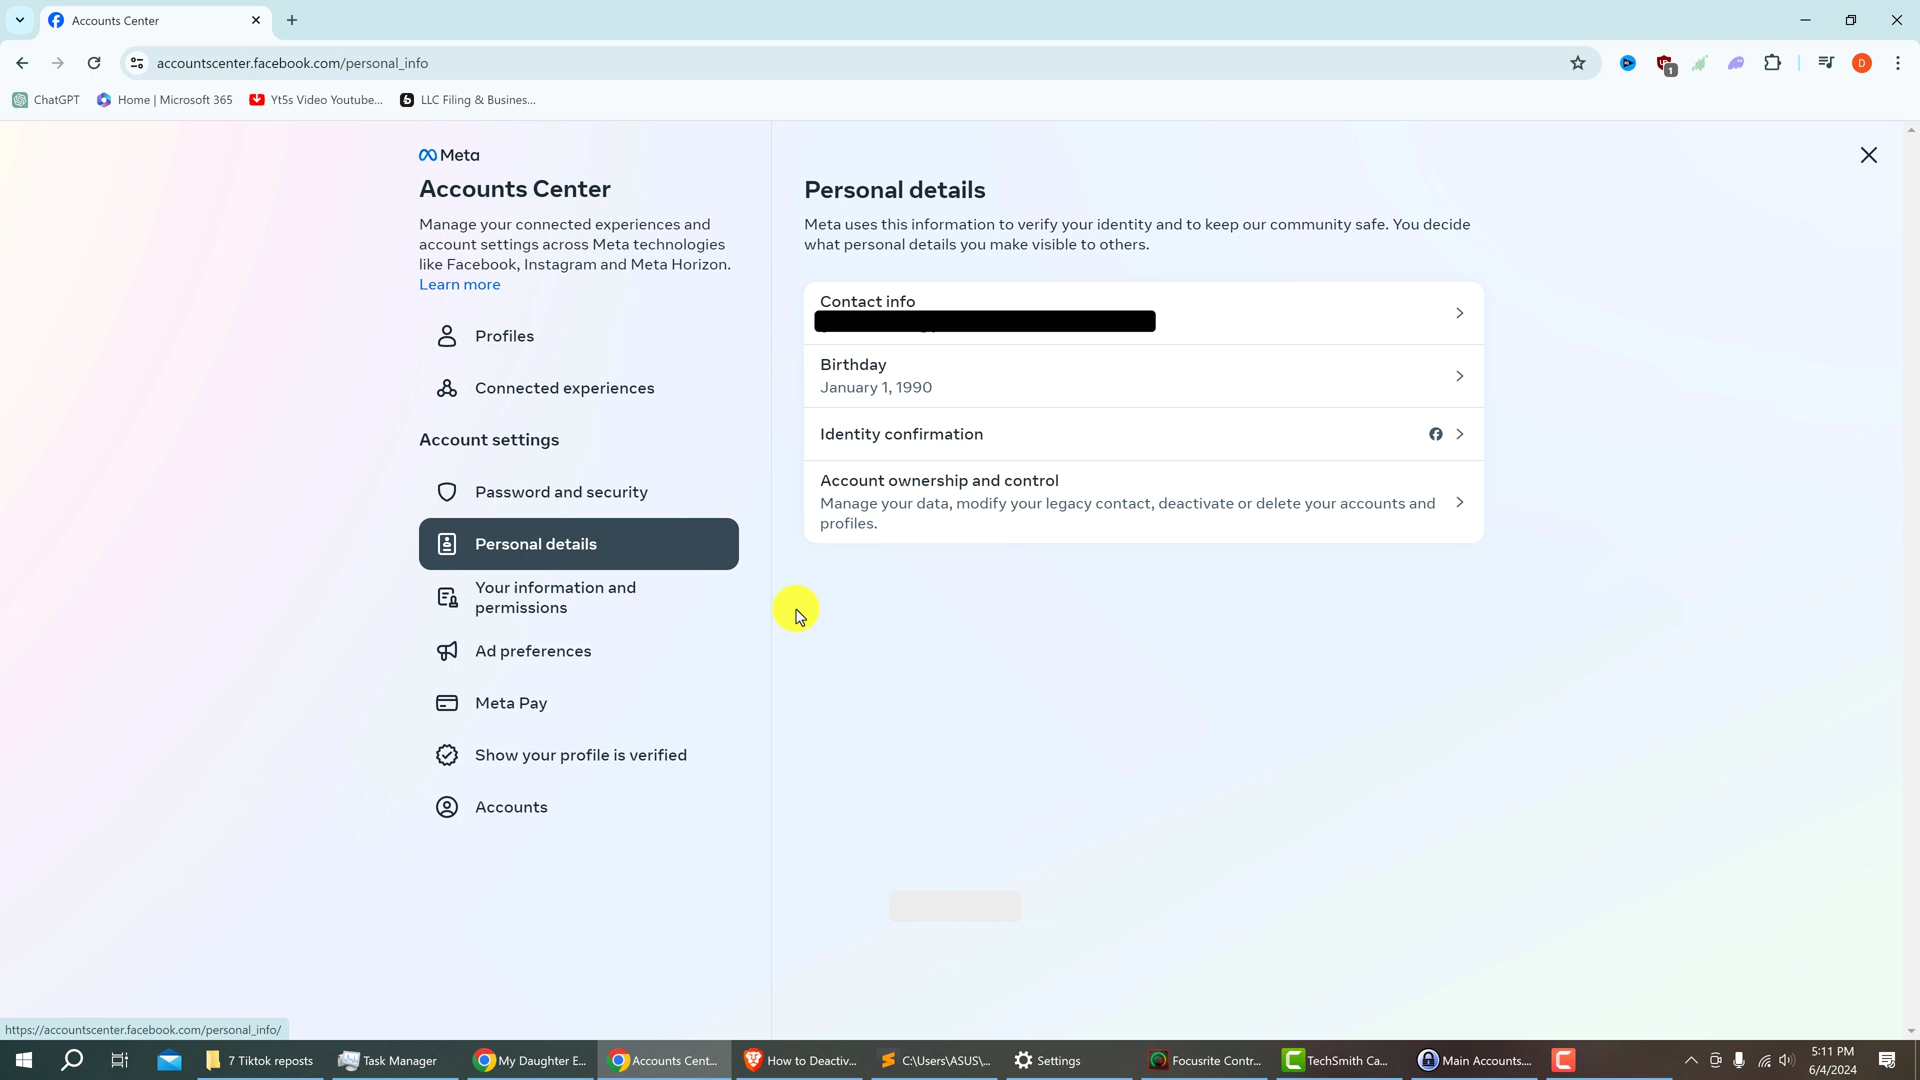 Accounts Center
accountscenter.facebook.com/personal_info
1
D
ChatGPT
Home | Microsoft 365
Yt5s Video Youtube...
LLC Filing & Busines...
Meta
Accounts Center
Manage your connected experiences and
account settings across Meta technologies
like Facebook, Instagram and Meta Horizon.
Learn more
Profiles
Connected experiences
Account settings
Password and security
Personal details
Your information and
permissions
Ad preferences
Meta Pay
Show your profile is verified
Accounts
Personal details
Meta uses this information to verify your identity and to keep our community safe. You decide
what personal details you make visible to others.
Contact info
Birthday
January 1, 1990
Identity confirmation
Account ownership and control
Manage your data, modify your legacy contact, deactivate or delete your accounts and
profiles.
https://accountscenter.facebook.com/personal_info/
7 Tiktok reposts
Task Manager
My Daughter E...
Accounts Cent...
How to Deactiv...
C:\Users\ASUS\...
Settings
Focusrite Contr...
TechSmith Ca...
Main Accounts....
5:11 PM
6/4/2024